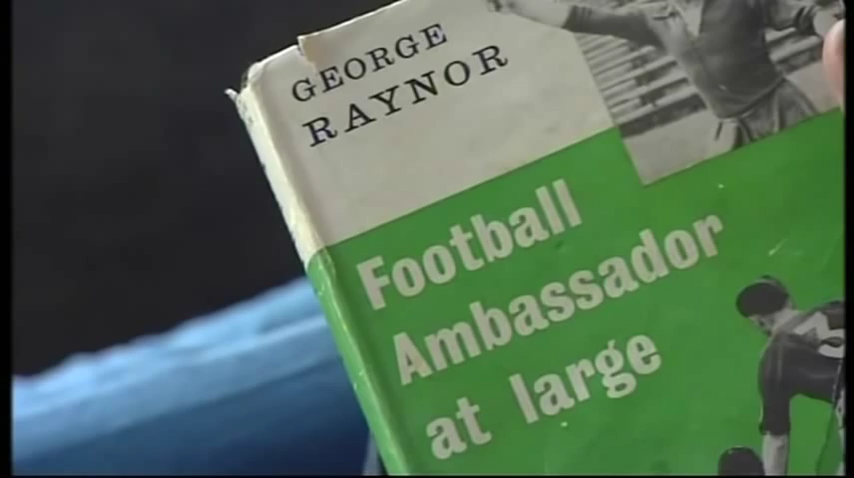 GEORGE
RAYNOR
Football
Ambassador
at large